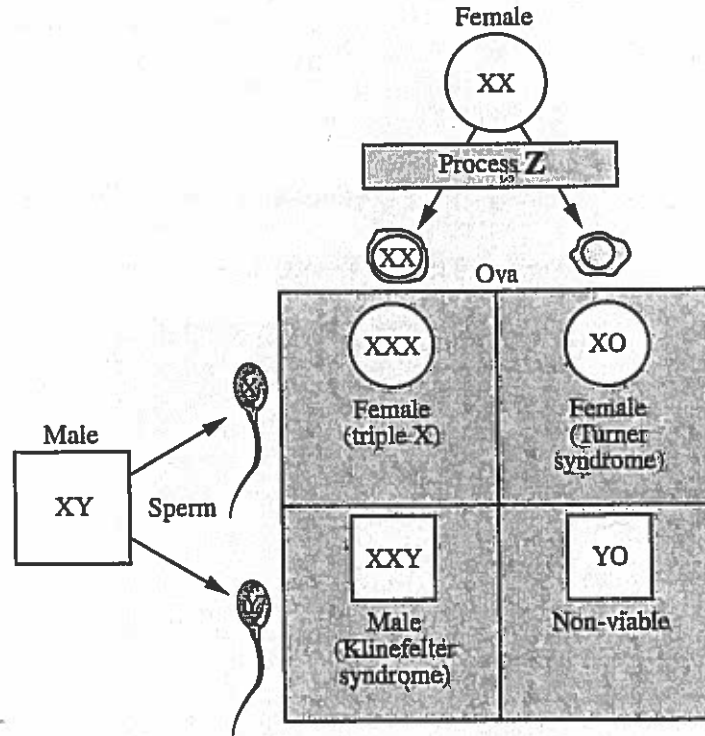 Female
XX
Process Z
XX
Ova
XXX
Female
(triple-X)
XO
Female
(Turner
syndrome)
X
Male
XY
Sperm
Y
XXY
Male
(Klinefelter
syndrome)
YO
Non-viable